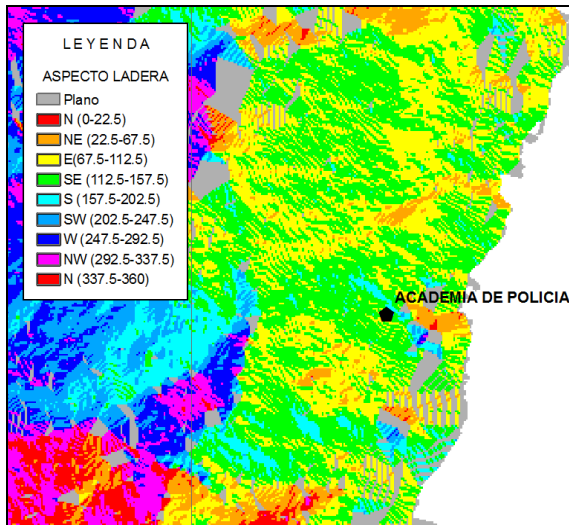 LEYENDA
ASPECTO LADERA
Plano
N (0-22.5)
NE (22.5-67.5)
E(67.5-112.5)
SE (112.5-157.5)
S (157.5-202.5)
SW (202.5-247.5)
W (247.5-292.5)
NW (292.5-337.5)
N (337.5-360)
ACADEMIA DE POLICIA